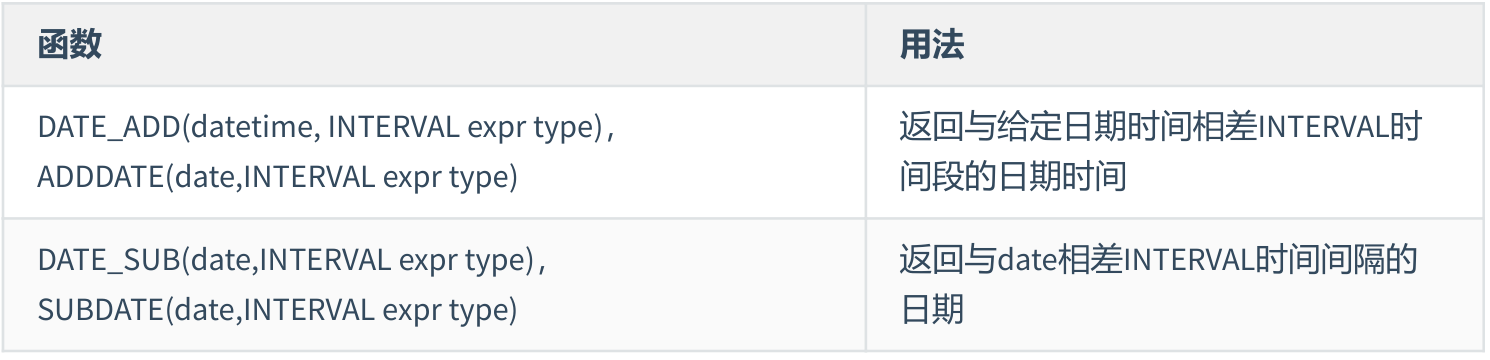 函数
用法
DATE_ADD(datetime, INTERVAL expr type)，
ADDDATE(date,INTERVAL expr type)
返回与给定日期时间相差INTERVAL时
间段的日期时间
DATE_SUB(date,INTERVAL expr type)，
SUBDATE(date,INTERVAL expr type)
返回与date相差INTERVAL时间间隔的
日期